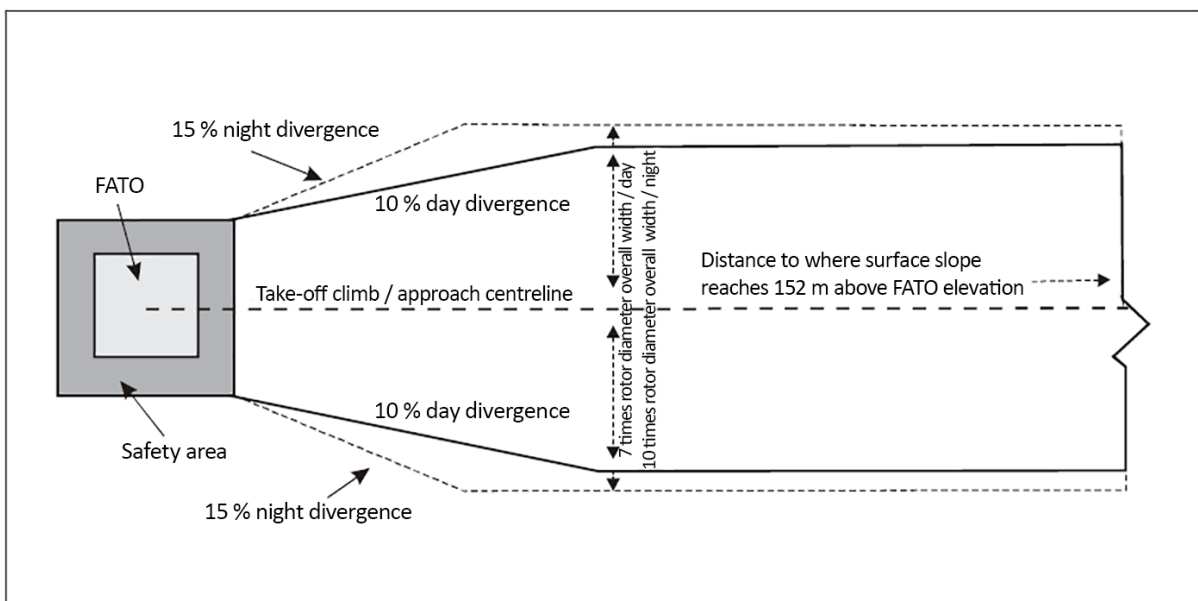 15 % night divergence
FATO
10 % day divergence
7 times rotor diameter overall width / day
10 times rotor diameter overall width / night
Distance to where surface slope
reaches 152 m above FATO elevation
Take-off climb / approach centreline
10 % day divergence
Safety area
15 % night divergence